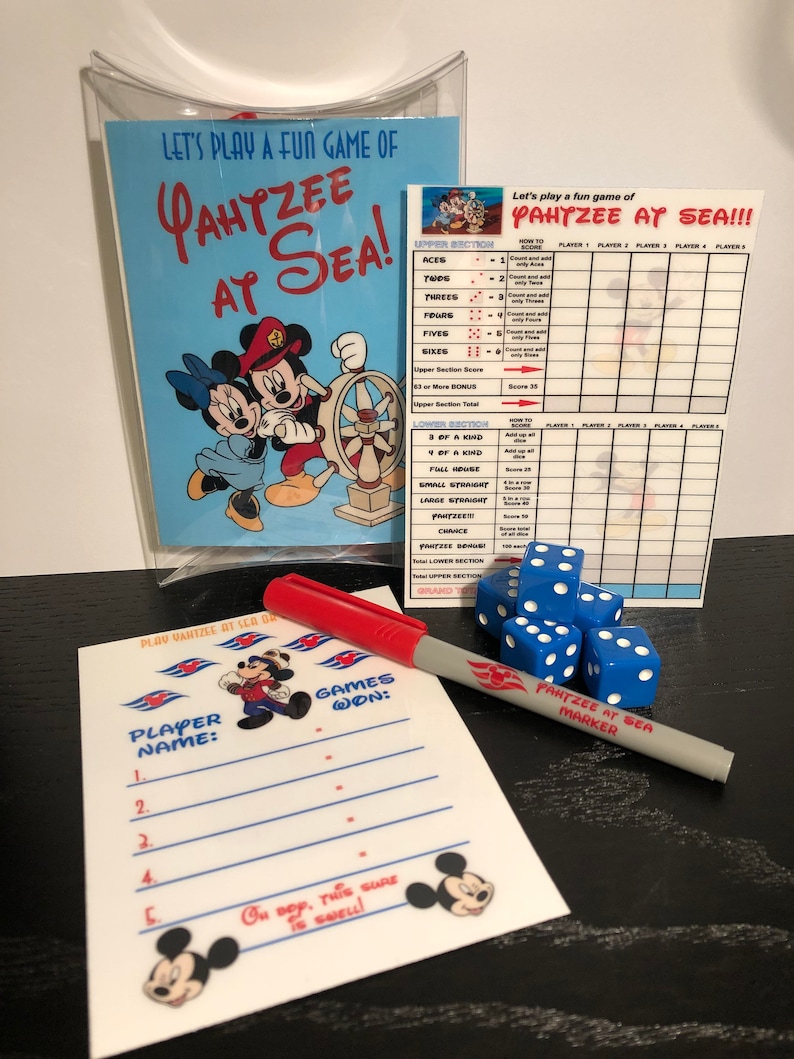 LET'S PLAY A FUN GAME OF
YAHTZEE
AT SEA!
Let's play a fun game of
YAHTZEE AT SEA!!!
UPPER SECTION HOW TO SCORE PLAYER 1 PLAYER 2 PLAYER 3 PLAYER 4 PLAYER 5
ACES = 1 Count and add only Aces
TWOS = 2 Count and add only Twos
THREES = 3 Count and add only Threes
FOURS = 4 Count and add only Fours
FIVES = 5 Count and add only Fives
SIXES = 6 Count and add only Sixes
Upper Section Score
63 or More BONUS Score 35
Upper Section Total
LOWER SECTION HOW TO SCORE PLAYER 1 PLAYER 2 PLAYER 3 PLAYER 4 PLAYER 5
3 OF A KIND Add up all dice
4 OF A KIND Add up all dice
FULL HOUSE Score 25
SMALL STRAIGHT 4 in a row Score 30
LARGE STRAIGHT 5 in a row Score 40
YAHTZEE!!! Score 50
CHANCE Score total of all dice
YAHTZEE BONUS! 100 each
Total LOWER SECTION
Total UPPER SECTION
GRAND
PLAY YAHTZEE AT SEA OR
PLAYER NAME: GAMES WON:
1. -
2. -
3. -
4. -
5. -
OH BOY, THIS SURE
IS SWELL!
YAHTZEE AT SEA
MARKER